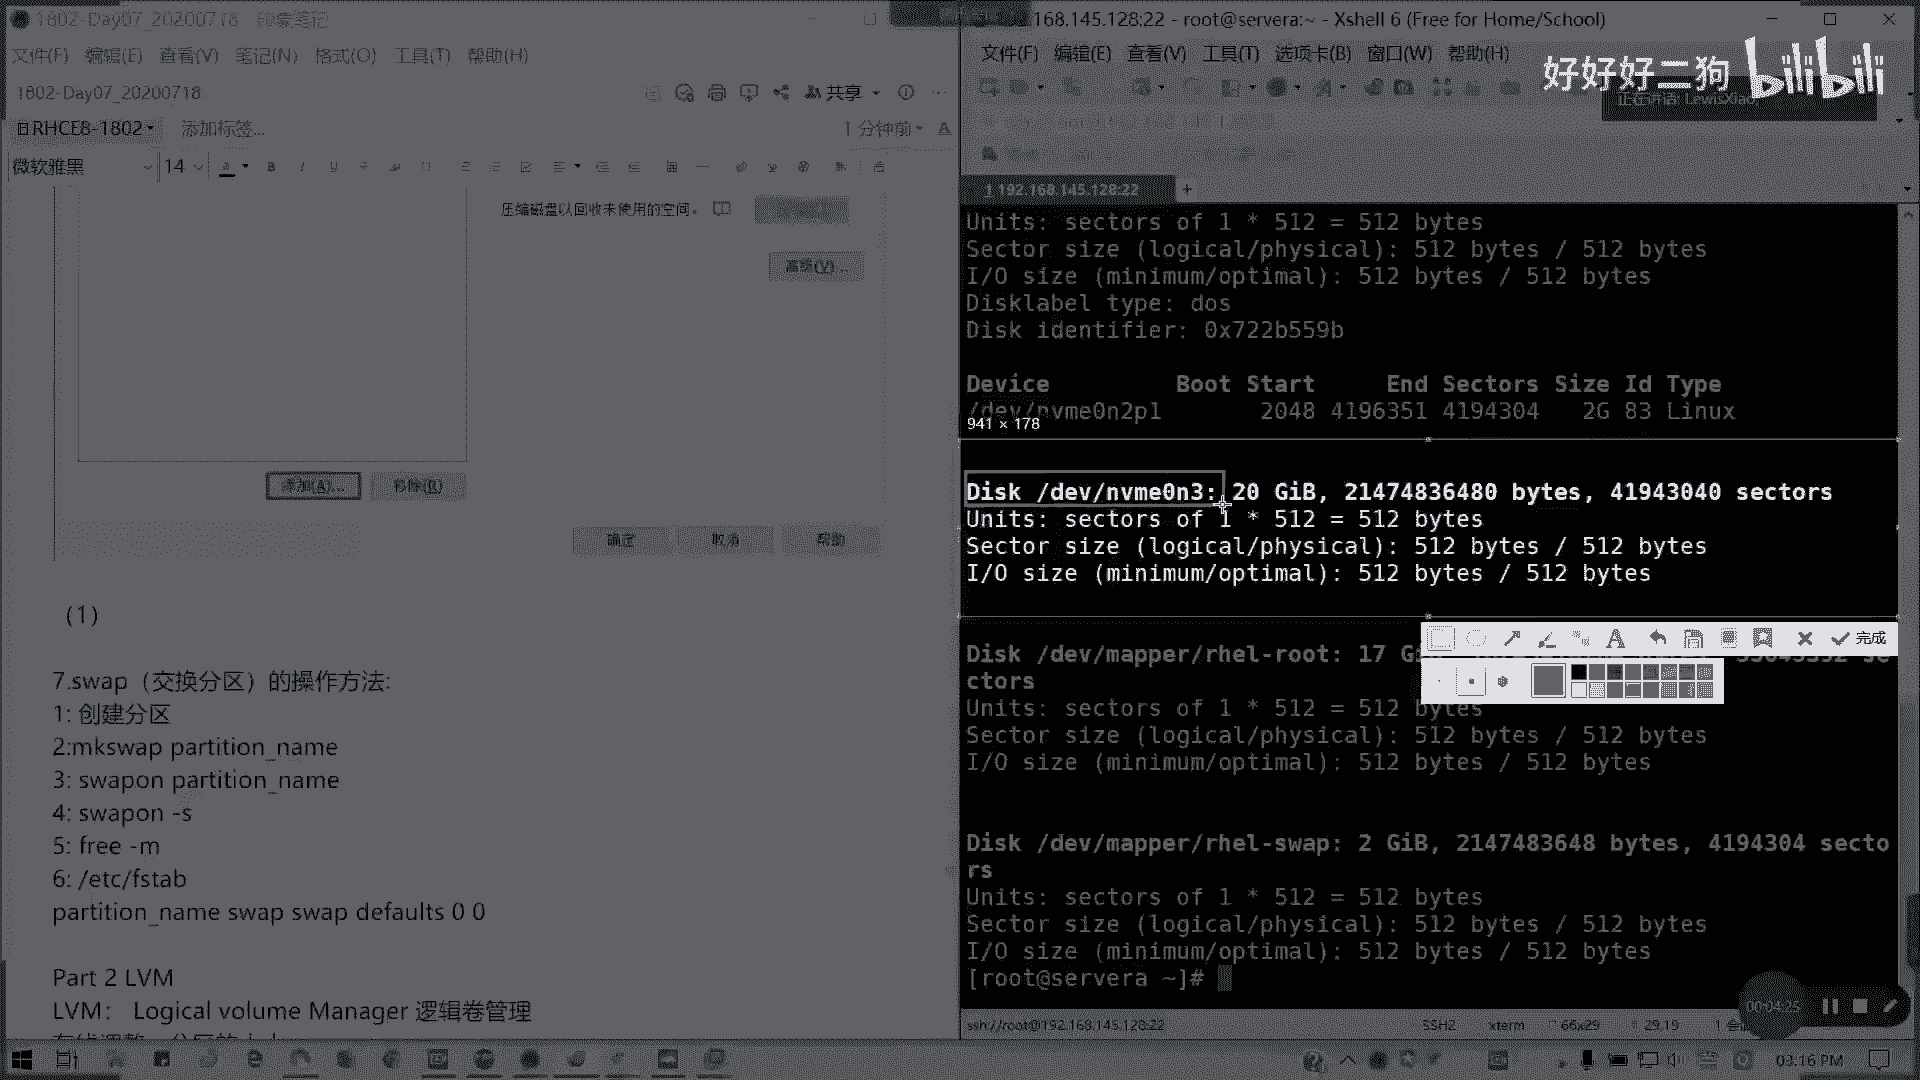 1802-Day07_20200718 - 印象笔记
文件(F) 编辑(E) 查看(V) 笔记(N) 格式(O) 工具(T) 帮助(H)
1802-Day07_20200718
共享
RHCE8-1802
添加标签...
1 分钟前
微软雅黑
14
压缩磁盘以回收未使用的空间。
高级(V)...
添加(A)...
移除(R)
确定
取消
帮助
(1)
7.swap（交换分区）的操作方法:
1: 创建分区
2:mkswap partition_name
3: swapon partition_name
4: swapon -s
5: free -m
6: /etc/fstab
partition_name swap swap defaults 0 0
Part 2 LVM
LVM： Logical volume Manager 逻辑卷管理
192.168.145.128:22 - root@servera:~ - Xshell 6 (Free for Home/School)
文件(F) 编辑(E) 查看(V) 工具(T) 选项卡(B) 窗口(W) 帮助(H)
好好好二狗 bilibili
正在讲话: LewisXiao;
1 192.168.145.128:22
Units: sectors of 1 * 512 = 512 bytes
Sector size (logical/physical): 512 bytes / 512 bytes
I/O size (minimum/optimal): 512 bytes / 512 bytes
Disklabel type: dos
Disk identifier: 0x722b559b
Device Boot Start End Sectors Size Id Type
/dev/nvme0n2p1 2048 4196351 4194304 2G 83 Linux
941 × 178
Disk /dev/nvme0n3: 20 GiB, 21474836480 bytes, 41943040 sectors
Units: sectors of 1 * 512 = 512 bytes
Sector size (logical/physical): 512 bytes / 512 bytes
I/O size (minimum/optimal): 512 bytes / 512 bytes
完成
Disk /dev/mapper/rhel-root: 17 G
ctors
Units: sectors of 1 * 512 = 512 bytes
Sector size (logical/physical): 512 bytes / 512 bytes
I/O size (minimum/optimal): 512 bytes / 512 bytes
Disk /dev/mapper/rhel-swap: 2 GiB, 2147483648 bytes, 4194304 secto
rs
Units: sectors of 1 * 512 = 512 bytes
Sector size (logical/physical): 512 bytes / 512 bytes
I/O size (minimum/optimal): 512 bytes / 512 bytes
[root@servera ~]#
00:04:25
ssh://root@192.168.145.128:22
SSH2
xterm
66x29
29,19
03:16 PM